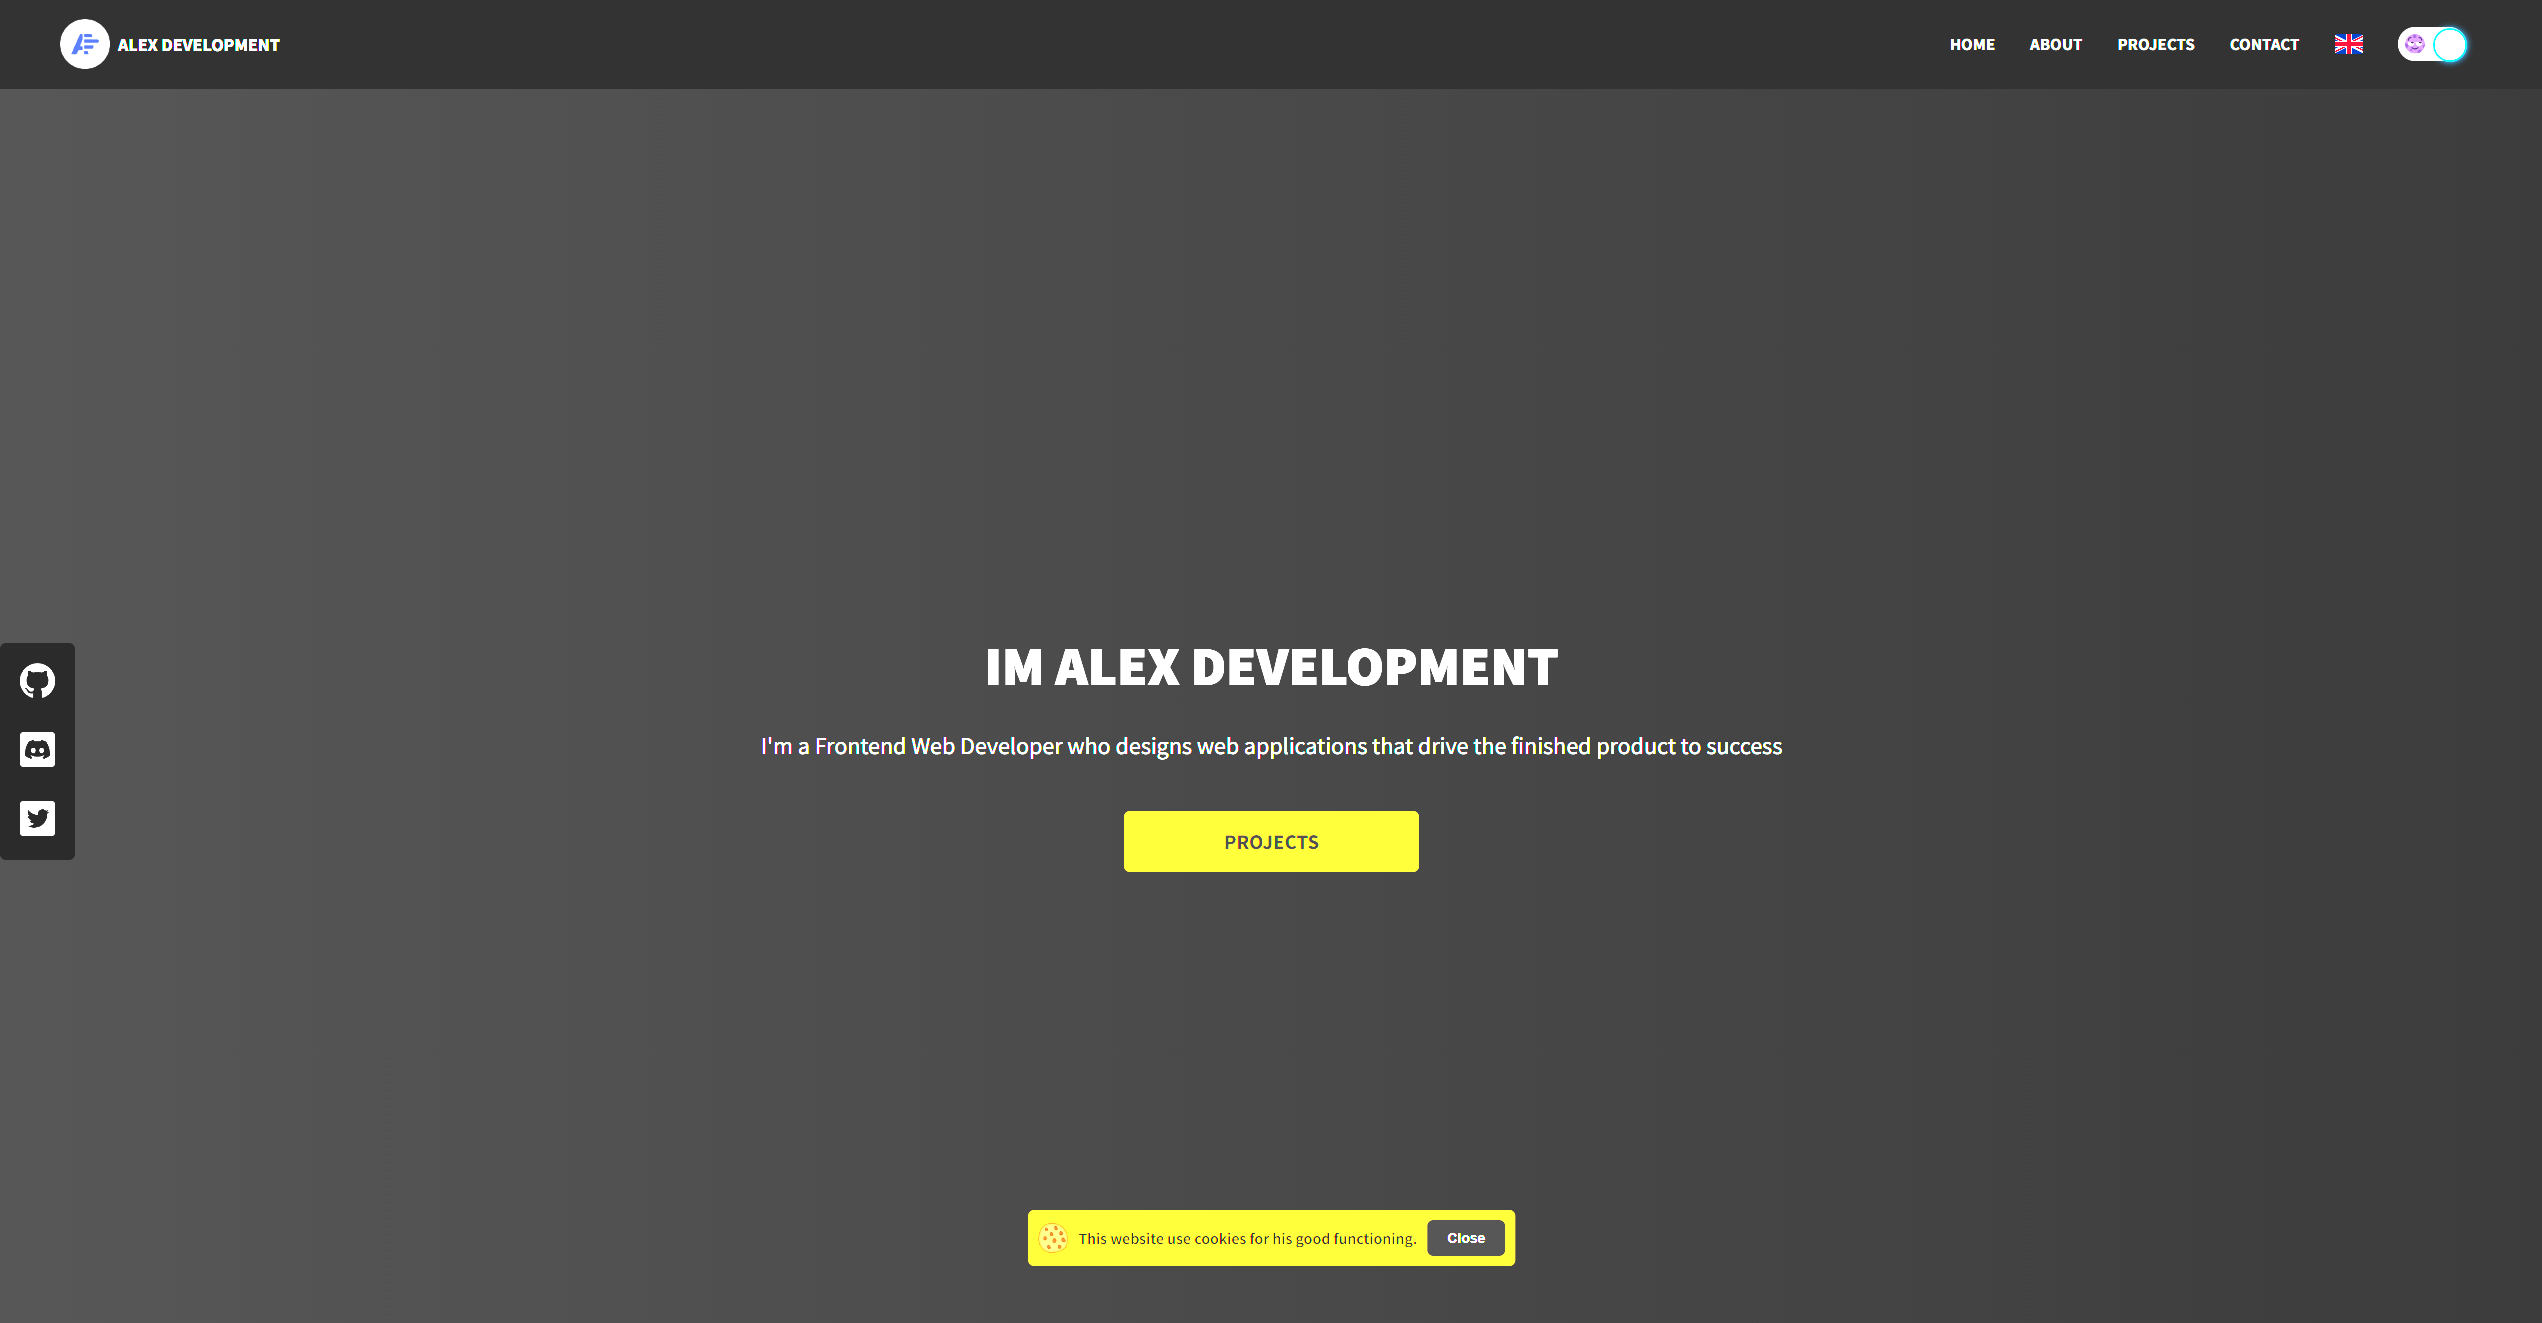 ALEX DEVELOPMENT
HOME ABOUT PROJECTS CONTACT
IM ALEX DEVELOPMENT
I'm a Frontend Web Developer who designs web applications that drive the finished product to success
PROJECTS
This website use cookies for his good functioning. Close